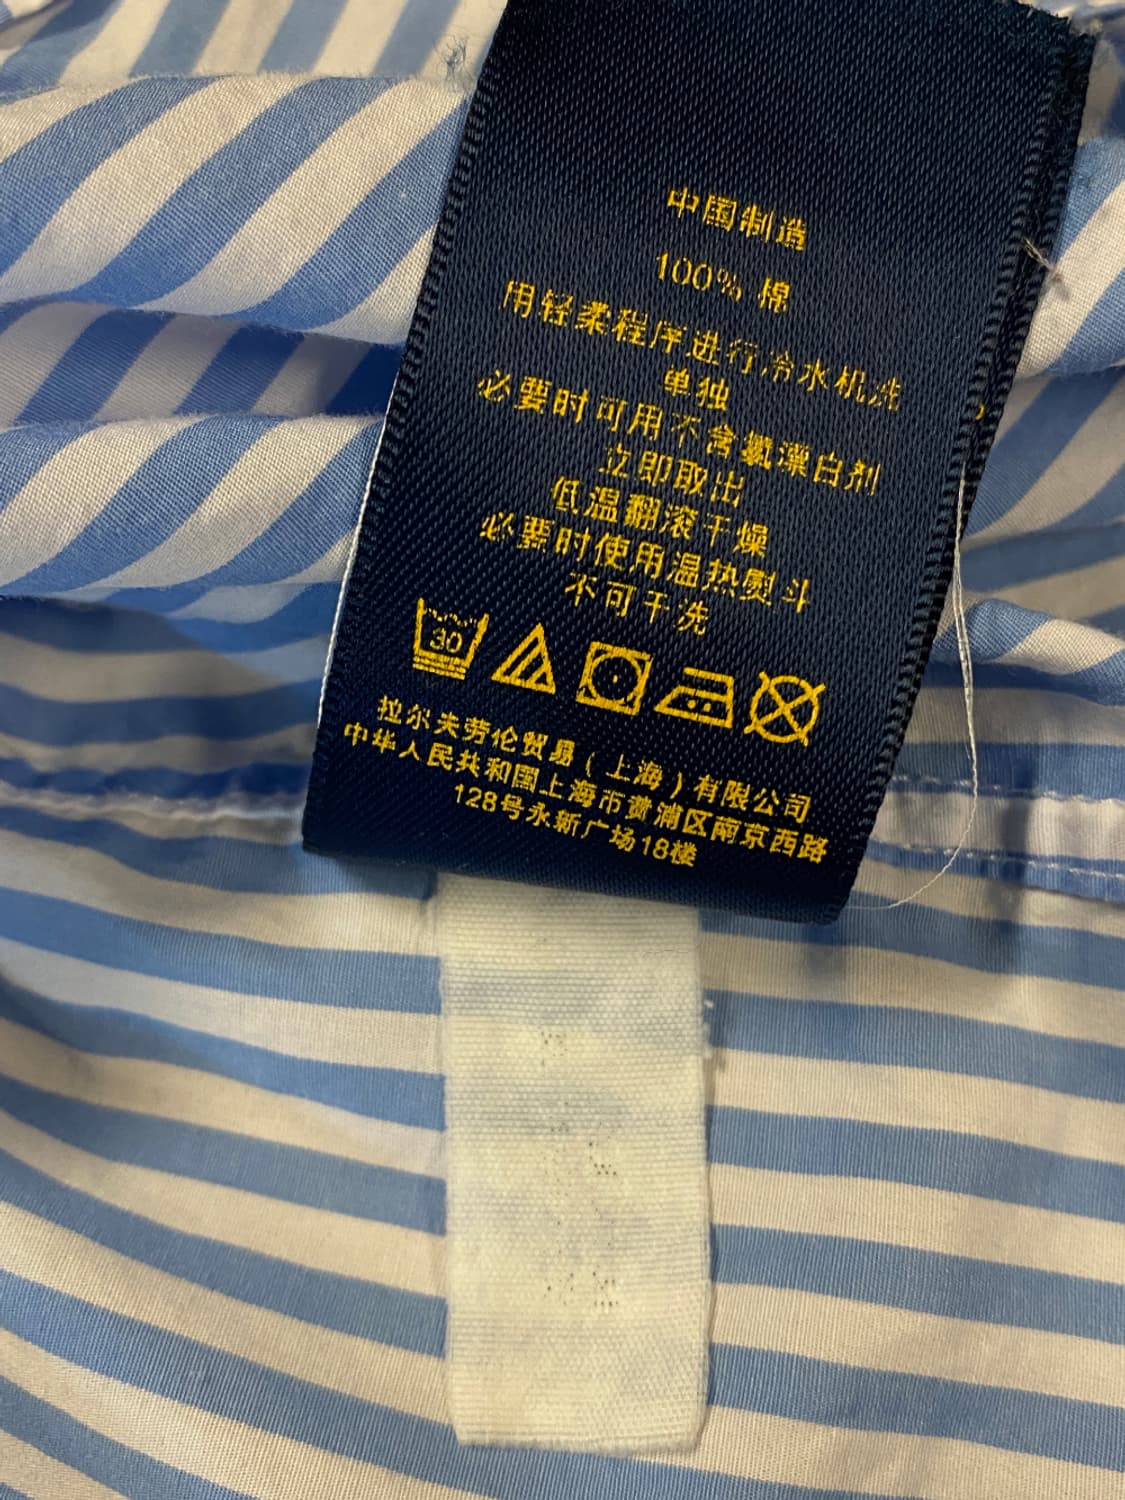 中国制造
100% 棉
用轻柔程序进行冷水机洗
单独
必要时可用不含氯漂白剂
立即取出
低温翻滚干燥
必要时使用温热熨斗
不可干洗
30
拉尔夫劳伦贸易(上海)有限公司
中华人民共和国上海市黄浦区南京西路
128号永新广场18楼